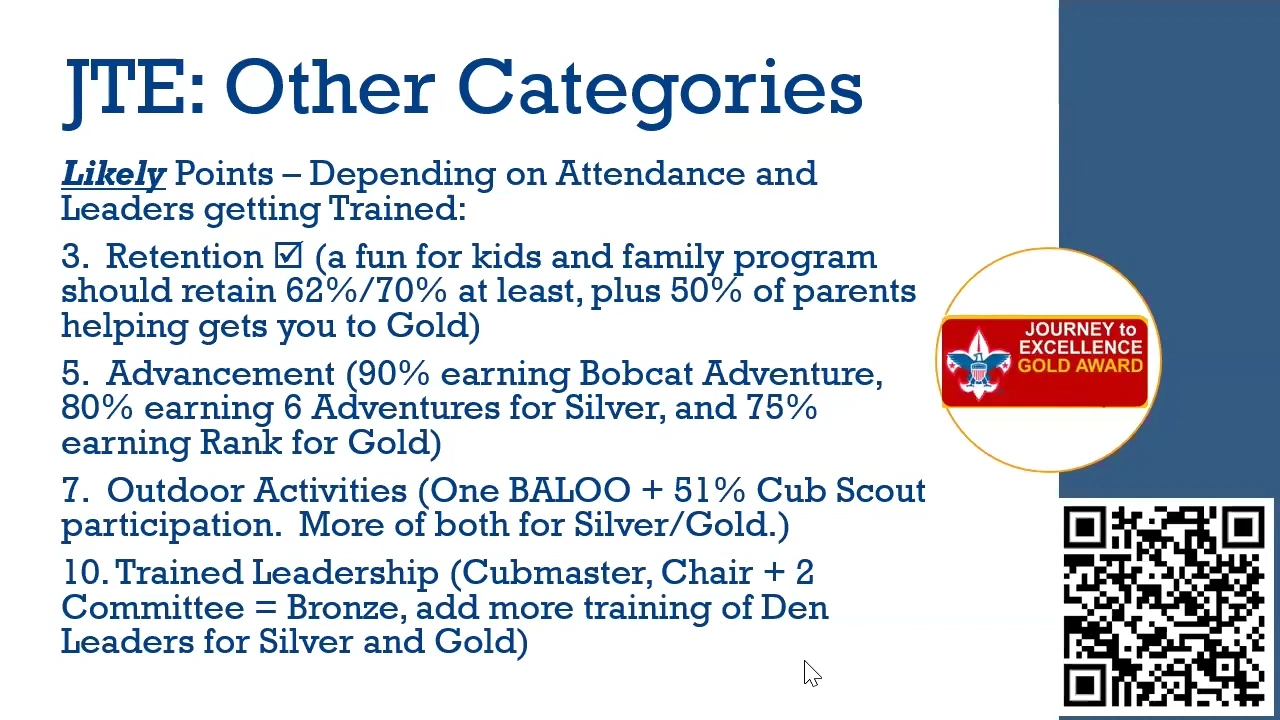 JTE: Other Categories
Likely Points – Depending on Attendance and
Leaders getting Trained:
3. Retention ☑ (a fun for kids and family program
should retain 62%/70% at least, plus 50% of parents
helping gets you to Gold)
5. Advancement (90% earning Bobcat Adventure,
80% earning 6 Adventures for Silver, and 75%
earning Rank for Gold)
7. Outdoor Activities (One BALOO + 51% Cub Scout
participation. More of both for Silver/Gold.)
10. Trained Leadership (Cubmaster, Chair + 2
Committee = Bronze, add more training of Den
Leaders for Silver and Gold)
JOURNEY to
EXCELLENCE
GOLD AWARD